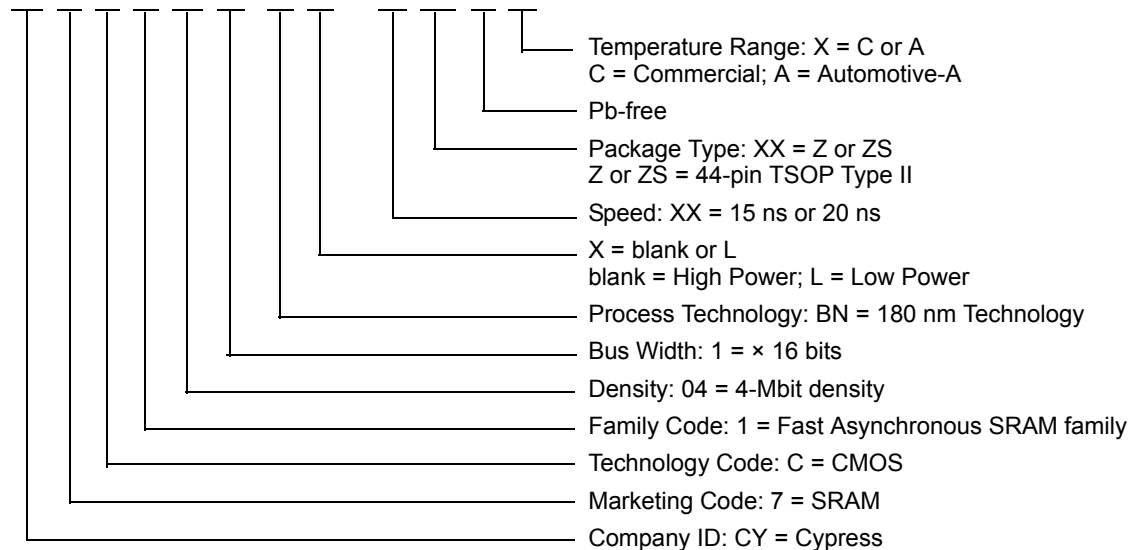 Temperature Range: X = C or A
C = Commercial; A = Automotive-A
Pb-free
Package Type: XX = Z or ZS
Z or ZS = 44-pin TSOP Type II
Speed: XX = 15 ns or 20 ns
X = blank or L
blank = High Power; L = Low Power
Process Technology: BN = 180 nm Technology
Bus Width: 1 = × 16 bits
Density: 04 = 4-Mbit density
Family Code: 1 = Fast Asynchronous SRAM family
Technology Code: C = CMOS
Marketing Code: 7 = SRAM
Company ID: CY = Cypress